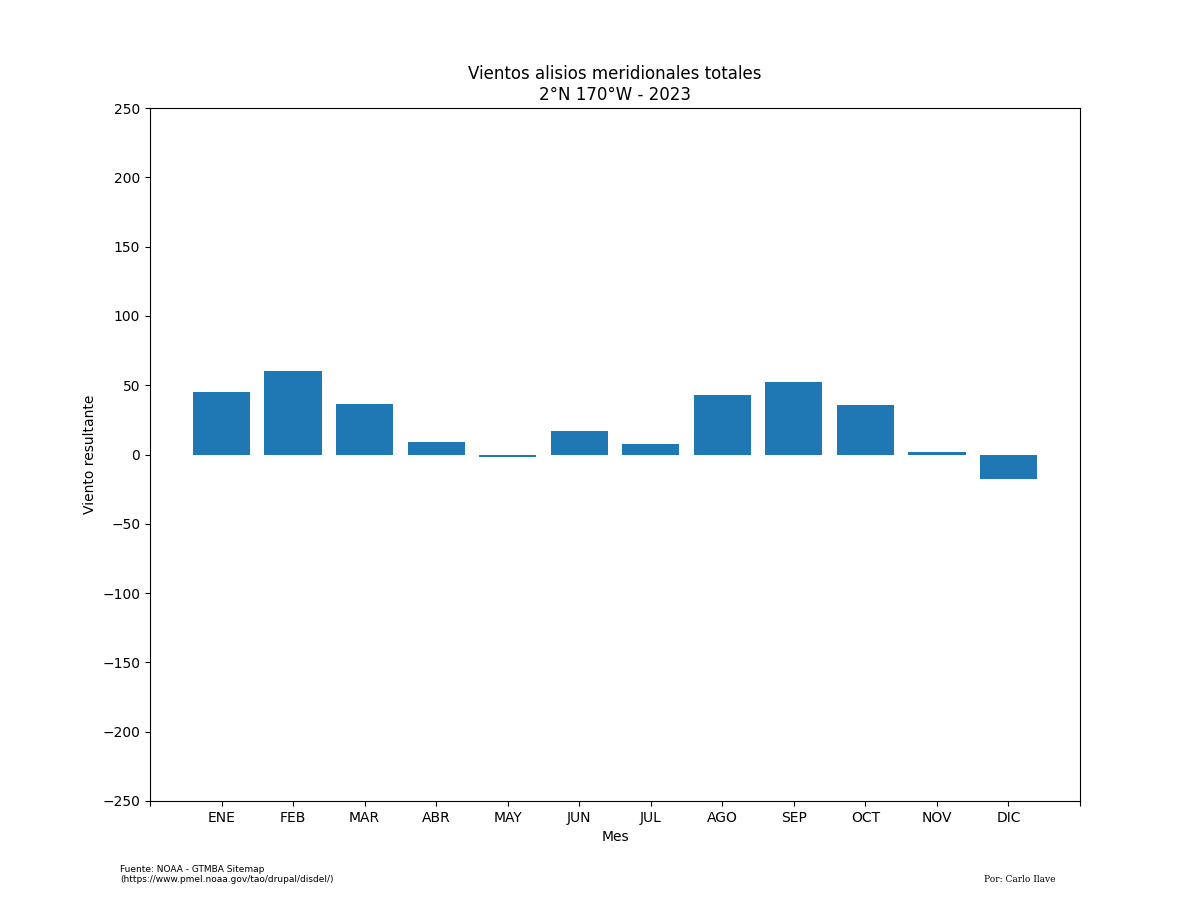 Vientos alisios meridionales totales
2°N 170°W - 2023
250
200
150
100
50
0
−50
−100
−150
−200
−250
Viento resultante
ENE FEB MAR ABR MAY JUN JUL AGO SEP OCT NOV DIC
Mes
Fuente: NOAA - GTMBA Sitemap
(https://www.pmel.noaa.gov/tao/drupal/disdel/)
Por: Carlo Ilave